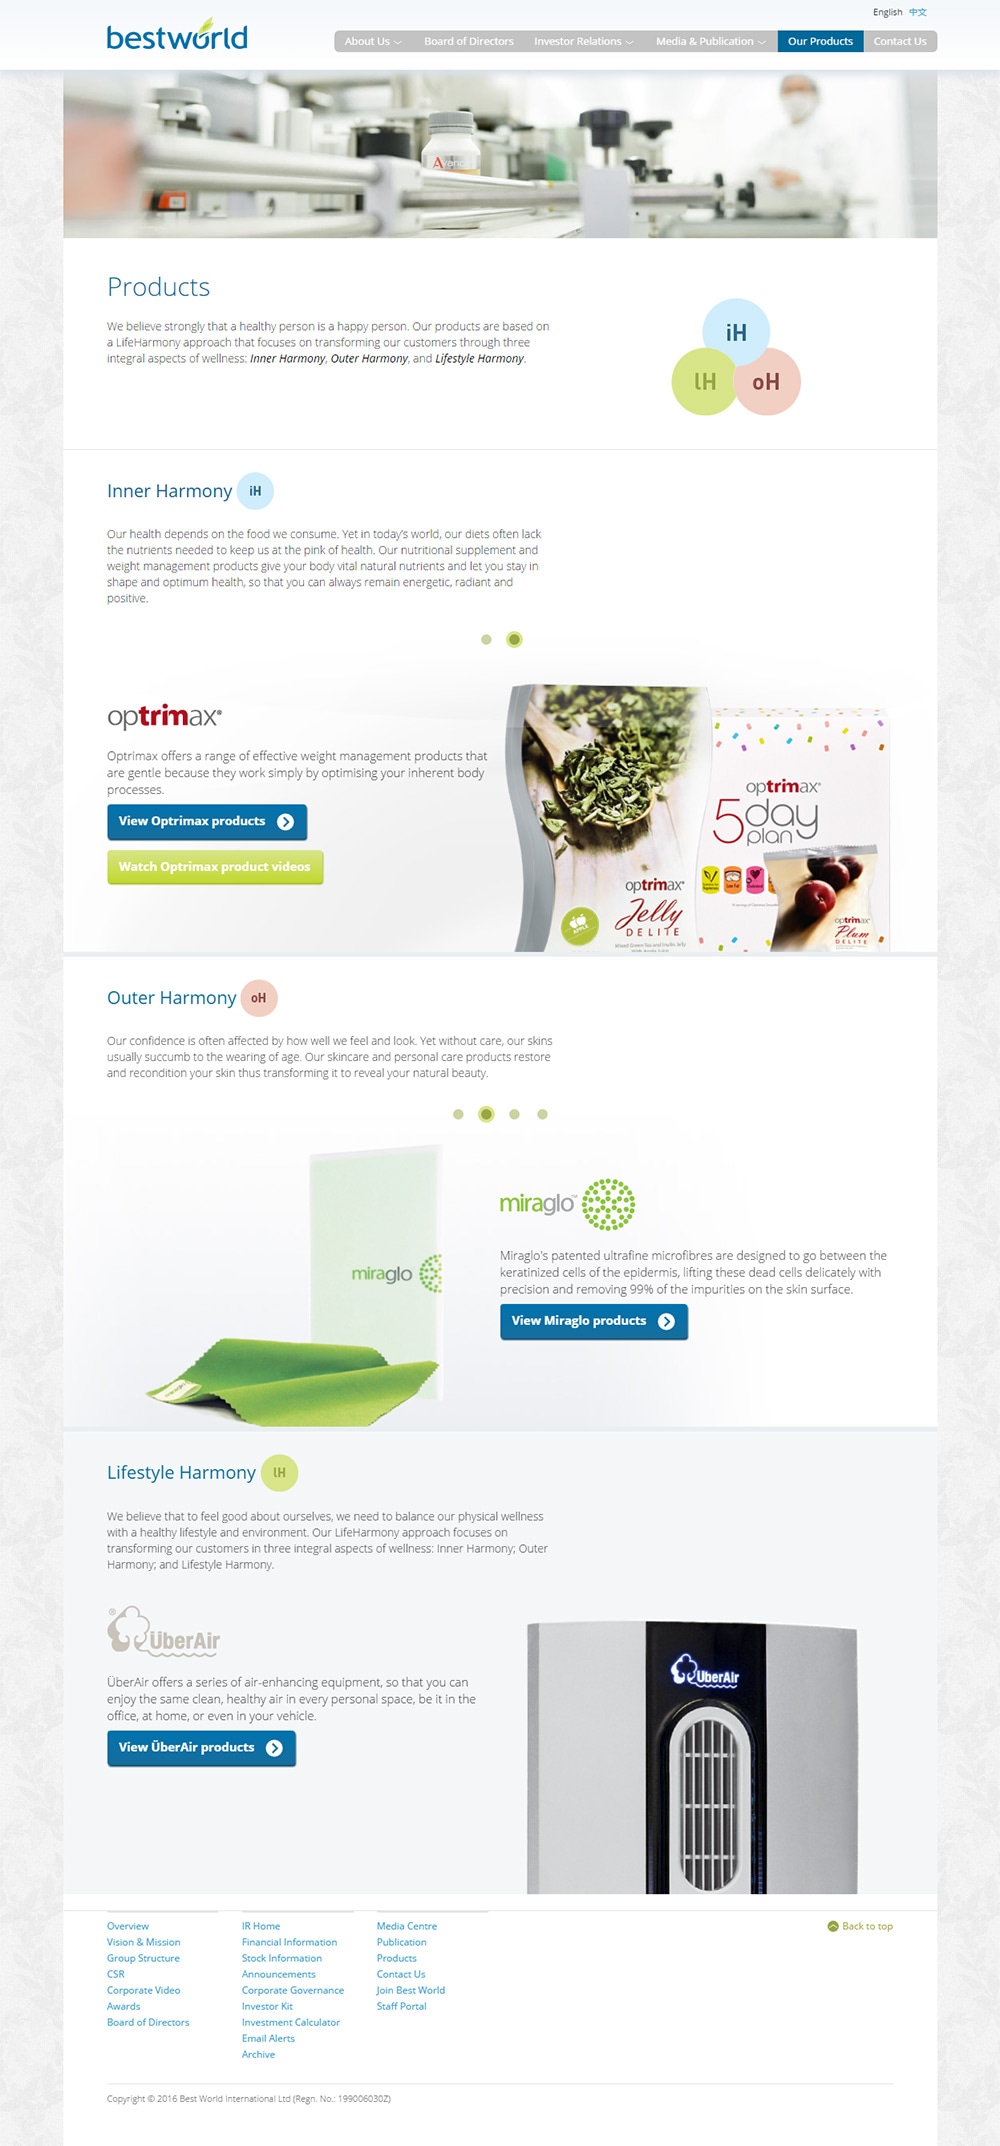 English 中文
bestworld
About Us Board of Directors Investor Relations Media & Publication Our Products Contact Us
Products
We believe strongly that a healthy person is a happy person. Our products are based on
a LifeHarmony approach that focuses on transforming our customers through three
integral aspects of wellness: Inner Harmony, Outer Harmony, and Lifestyle Harmony.
iH
lH oH
Inner Harmony iH
Our health depends on the food we consume. Yet in today's world, our diets often lack
the nutrients needed to keep us at the pink of health. Our nutritional supplement and
weight management products give your body vital natural nutrients and let you stay in
shape and optimum health, so that you can always remain energetic, radiant and
positive.
optrimax®
Optrimax offers a range of effective weight management products that
are gentle because they work simply by optimising your inherent body
processes.
View Optrimax products
Watch Optrimax product videos
optrimax®
5 day
plan
optrimax®
Jelly
DELITE
APPLE
Low Fat
optrimax®
Plum
DELITE
Outer Harmony oH
Our confidence is often affected by how well we feel and look. Yet without care, our skins
usually succumb to the wearing of age. Our skincare and personal care products restore
and recondition your skin thus transforming it to reveal your natural beauty.
miraglo
miraglo™
Miraglo's patented ultrafine microfibres are designed to go between the
keratinized cells of the epidermis, lifting these dead cells delicately with
precision and removing 99% of the impurities on the skin surface.
View Miraglo products
Lifestyle Harmony lH
We believe that to feel good about ourselves, we need to balance our physical wellness
with a healthy lifestyle and environment. Our LifeHarmony approach focuses on
transforming our customers in three integral aspects of wellness: Inner Harmony; Outer
Harmony; and Lifestyle Harmony.
® ÜberAir
ÜberAir offers a series of air-enhancing equipment, so that you can
enjoy the same clean, healthy air in every personal space, be it in the
office, at home, or even in your vehicle.
View ÜberAir products
ÜberAir
Overview
Vision & Mission
Group Structure
CSR
Corporate Video
Awards
Board of Directors
IR Home
Financial Information
Stock Information
Announcements
Corporate Governance
Investor Kit
Investment Calculator
Email Alerts
Archive
Media Centre
Publication
Products
Contact Us
Join Best World
Staff Portal
Back to top
Copyright © 2016 Best World International Ltd (Regn. No.: 199006030Z)